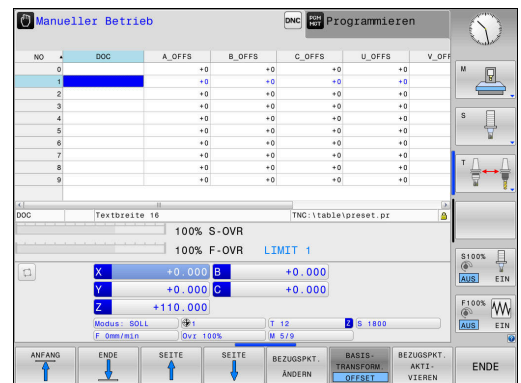 Manueller Betrieb
DNC
PGM MGT
Programmieren
NO DOC A_OFFS B_OFFS C_OFFS U_OFFS V_OFF
0 +0 +0 +0 +0
1 +0 +0 +0 +0
2 +0 +0 +0 +0
3 +0 +0 +0 +0
4 +0 +0 +0 +0
5 +0 +0 +0 +0
6 +0 +0 +0 +0
7 +0 +0 +0 +0
8 +0 +0 +0 +0
9 +0 +0 +0 +0
DOC Textbreite 16 TNC:\table\preset.pr
100% S-OVR
100% F-OVR LIMIT 1
X +0.000 B +0.000
Y +0.000 C +0.000
Z +110.000
Modus: SOLL 1 T 12 Z S 1800
F 0mm/min Ovr 100% M 5/9
M
S
T
S100%
AUS EIN
F100%
AUS EIN
ANFANG
ENDE
SEITE
SEITE
BEZUGSPKT.
ÄNDERN
BASIS-
TRANSFORM.
OFFSET
BEZUGSPKT.
AKTI-
VIEREN
ENDE